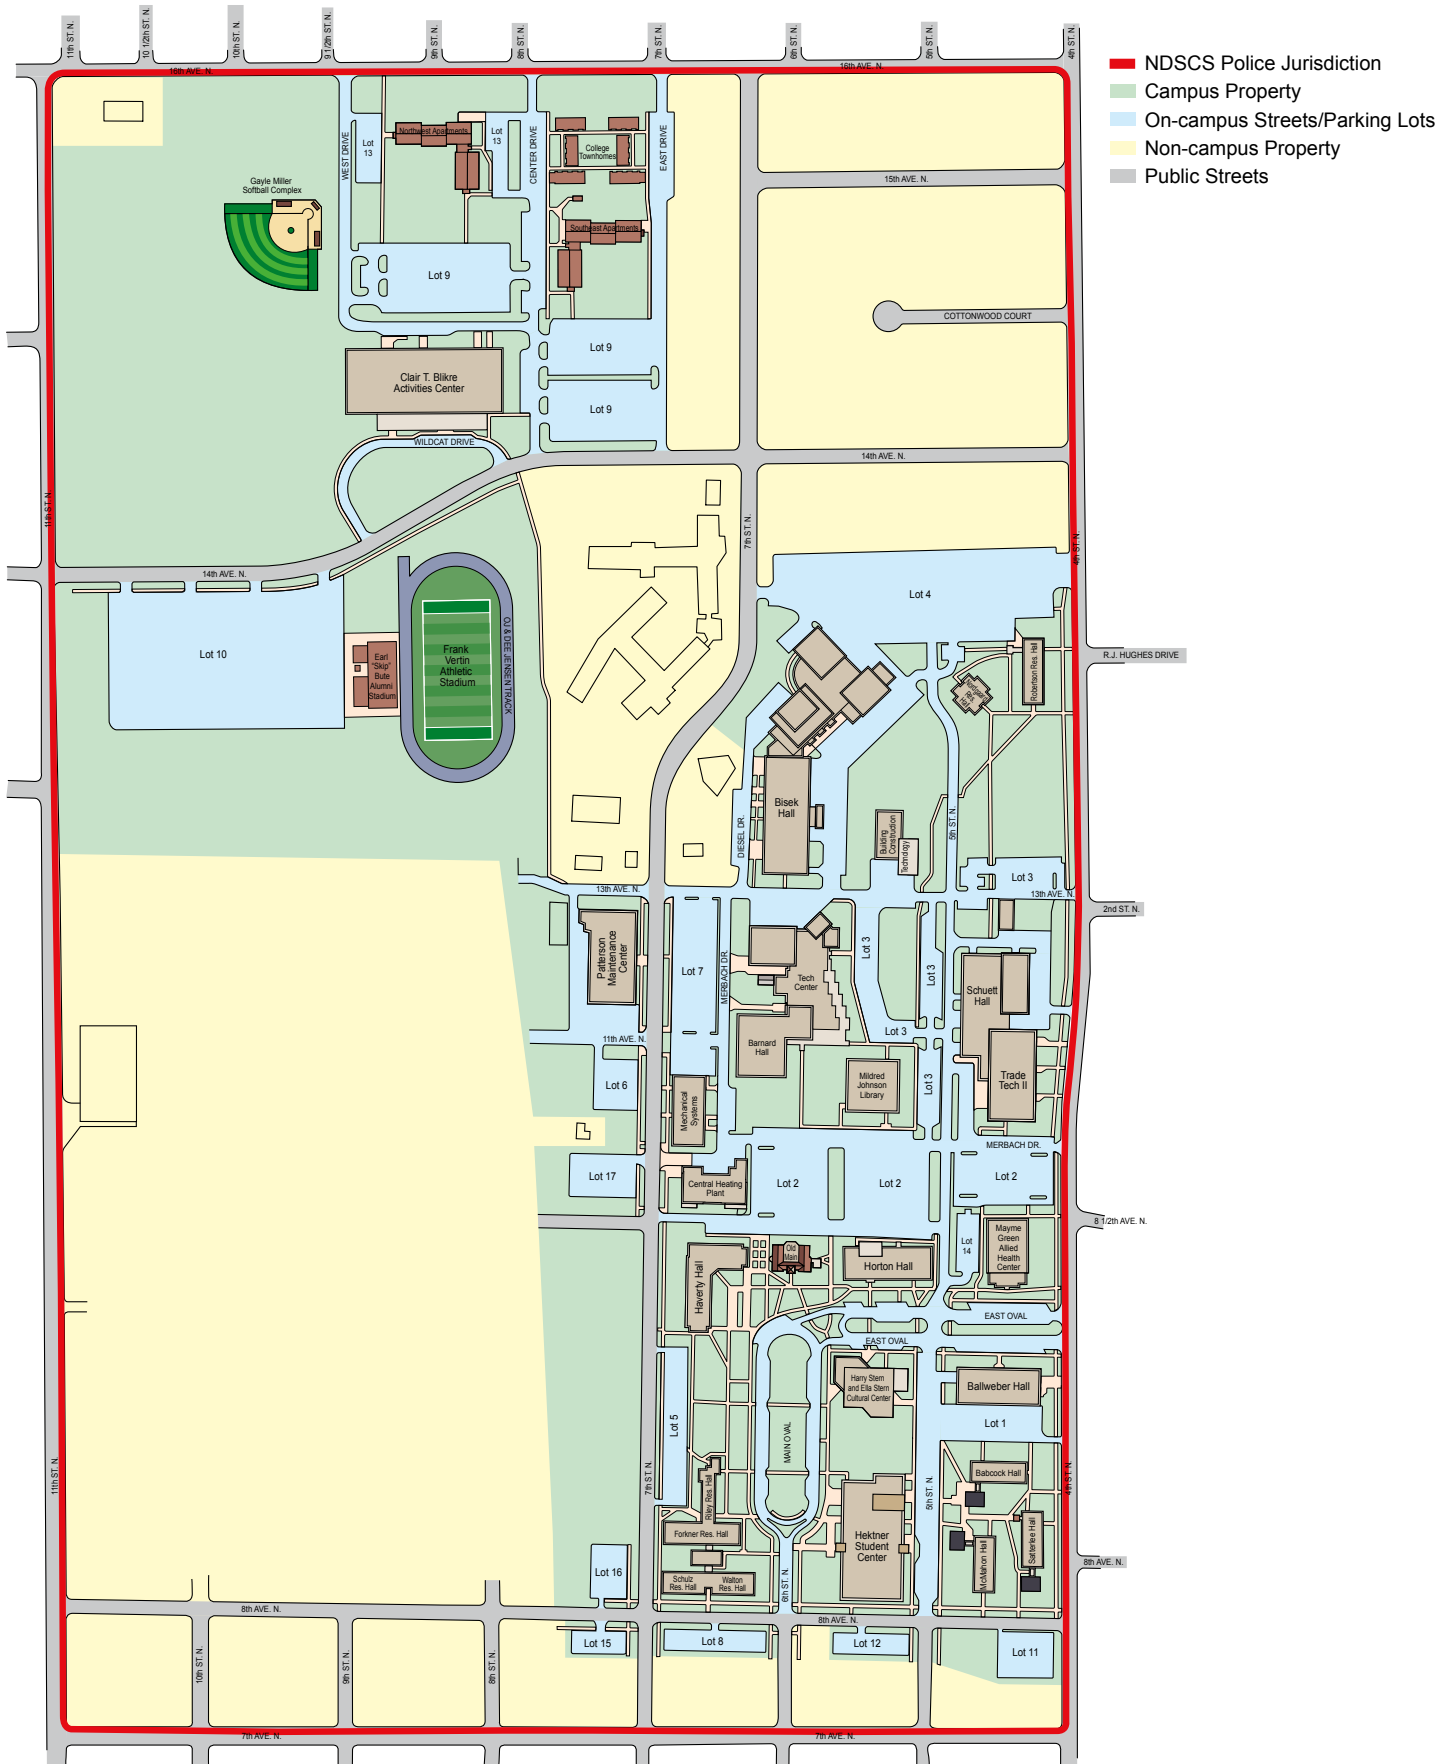 11th ST. N.
10 1/2th ST. N.
10th ST. N.
9 1/2th ST. N.
9th ST. N.
8th ST. N.
7th ST. N.
6th ST. N.
5th ST. N.
4th ST. N.
16th AVE. N.
16th AVE. N.
NDSCS Police Jurisdiction
Campus Property
On-campus Streets/Parking Lots
Non-campus Property
Public Streets
WEST DRIVE
Lot
13
Northwest Apartments
Lot
13
CENTER DRIVE
College
Townhomes
EAST DRIVE
15th AVE. N.
Gayle Miller
Softball Complex
Southeast Apartments
Lot 9
COTTONWOOD COURT
Lot 9
Clair T. Blikre
Activities Center
Lot 9
WILDCAT DRIVE
14th AVE. N.
11th ST. N.
7th ST. N.
4th ST. N.
14th AVE. N.
Lot 4
Lot 10
Earl
"Skip"
Bute
Alumni
Stadium
Frank
Vertin
Athletic
Stadium
OJ & DEE JENSEN TRACK
Nordgaard
Res.
Hall
Robertson Res. Hall
R.J. HUGHES DRIVE
Bisek
Hall
DIESEL DR.
Building
Construction
Technology
5th ST. N.
Lot 3
13th AVE. N.
13th AVE. N.
2nd ST. N.
Patterson
Maintenance
Center
Lot 7
MERBACH DR.
Tech
Center
Lot 3
Lot 3
Schuett
Hall
11th AVE. N.
Barnard
Hall
Lot 3
Lot 6
Mechanical
Systems
Mildred
Johnson
Library
Lot 3
Trade
Tech II
MERBACH DR.
Lot 17
Central Heating
Plant
Lot 2
Lot 2
Lot 2
8 1/2th AVE. N.
Haverty Hall
Old
Main
Horton Hall
Lot
14
Mayme
Green
Allied
Health
Center
EAST OVAL
EAST OVAL
Harry Stern
and Ella Stern
Cultural Center
Ballweber Hall
Lot 5
MAIN OVAL
Lot 1
11th ST. N.
7th ST. N.
Riley Res. Hall
5th ST. N.
Babcock Hall
4th ST. N.
Forkner Res. Hall
Hektner
Student
Center
McMahon Hall
Satterlee Hall
8th AVE. N.
Lot 16
Schulz
Res. Hall
Walton
Res. Hall
6th ST. N.
8th AVE. N.
8th AVE. N.
Lot 15
Lot 8
Lot 12
Lot 11
10th ST. N.
9th ST. N.
8th ST. N.
7th AVE. N.
7th AVE. N.